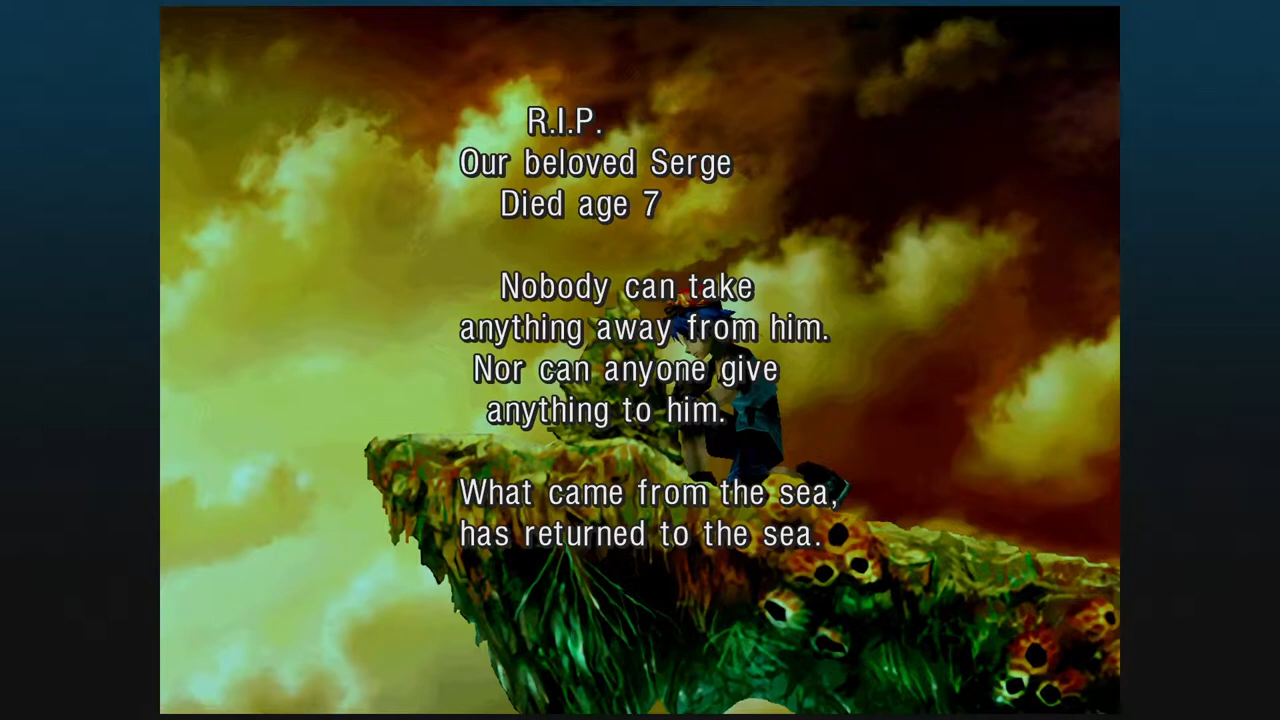 R.I.P.
Our beloved Serge
Died age 7
Nobody can take
anything away from him.
Nor can anyone give
anything to him.
What came from the sea,
has returned to the sea.